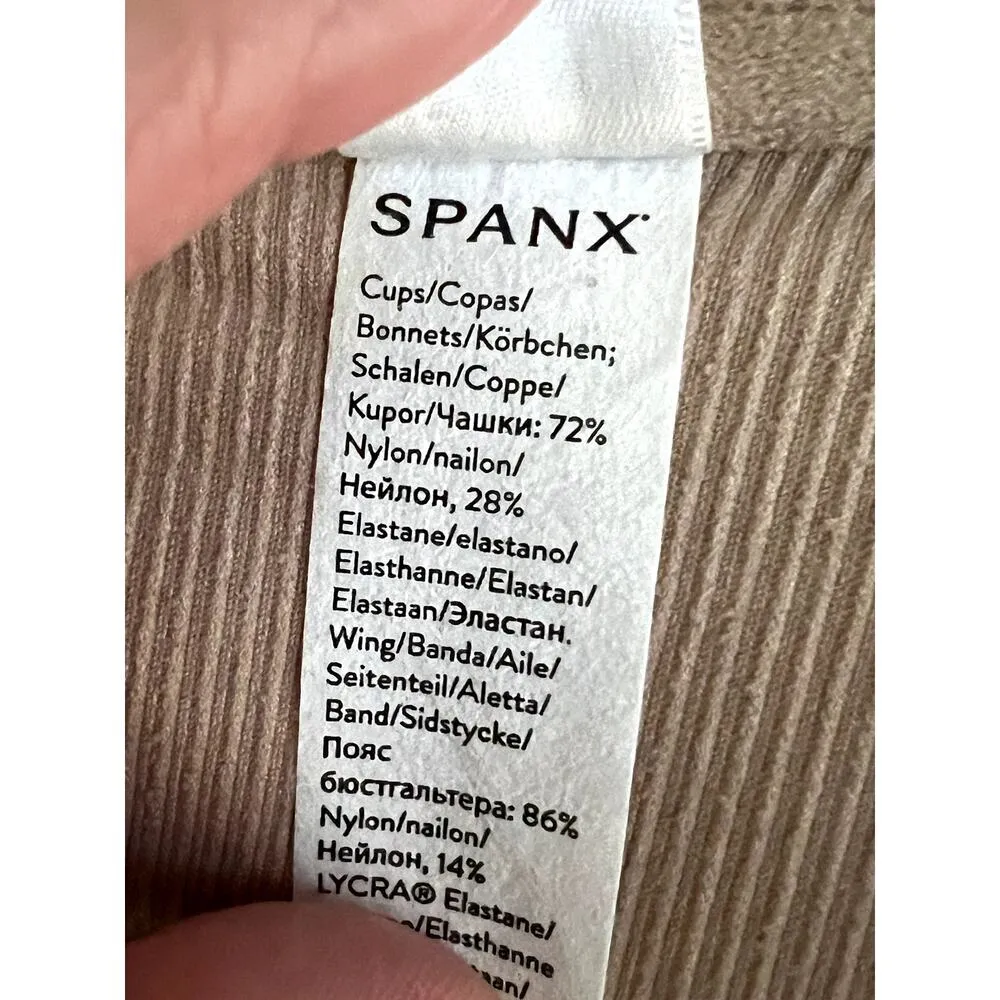 SPANX
Cups/Copas/
Bonnets/Körbchen;
Schalen/Coppe/
Kupor/Чашки: 72%
Nylon/nailon/
Нейлон, 28%
Elastane/elastano/
Elasthanne/Elastan/
Elastaan/Эластан.
Wing/Banda/Aile/
Seitenteil/Aletta/
Band/Sidstycke/
Пояс
бюстгальтера: 86%
Nylon/nailon/
Нейлон, 14%
LYCRA® Elastane/
/Elasthanne